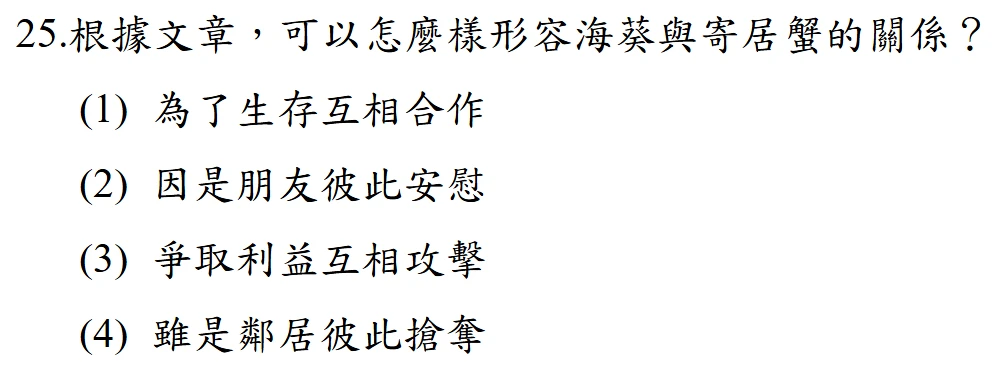 25.根據文章，可以怎麼樣形容海葵與寄居蟹的關係？
(1) 為了生存互相合作
(2) 因是朋友彼此安慰
(3) 爭取利益互相攻擊
(4) 雖是鄰居彼此搶奪